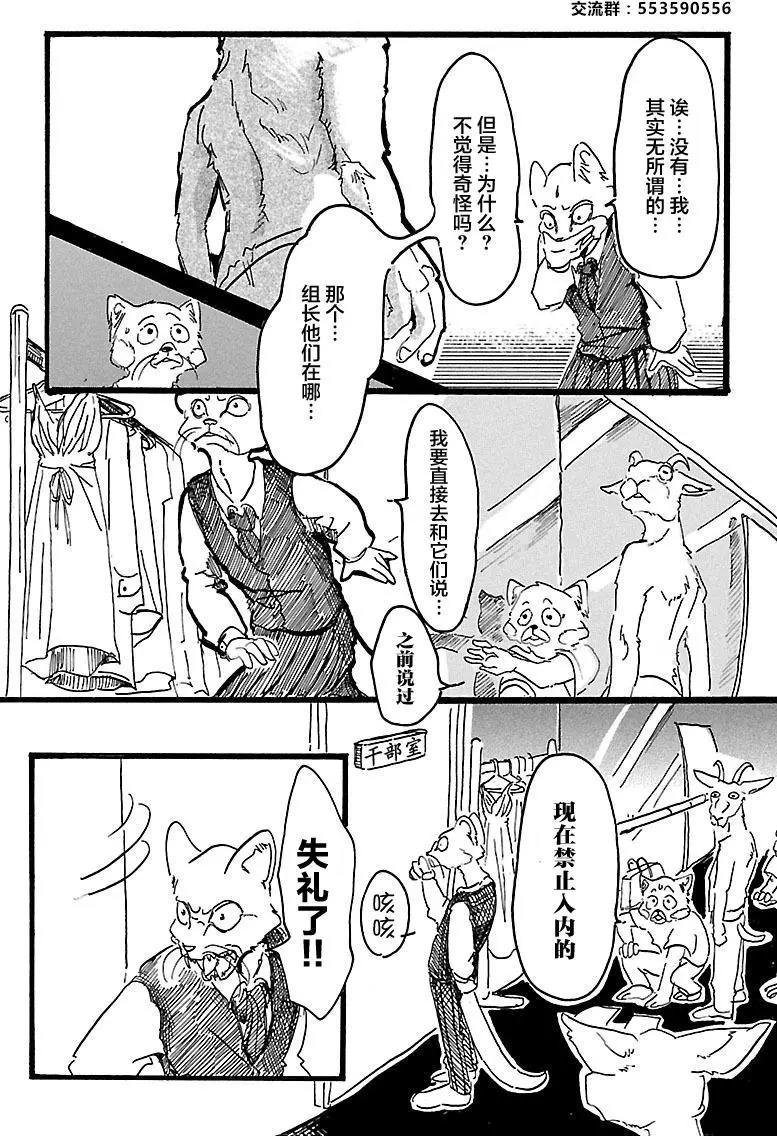 交流群：553590556
诶…没有…我…
其实无所谓的…
但是…为什么？
不觉得奇怪吗？
那个…
组长他们在哪…
我要直接去和它们说…
之前说过
现在禁止入内的
干部室
咳咳
失礼了!!